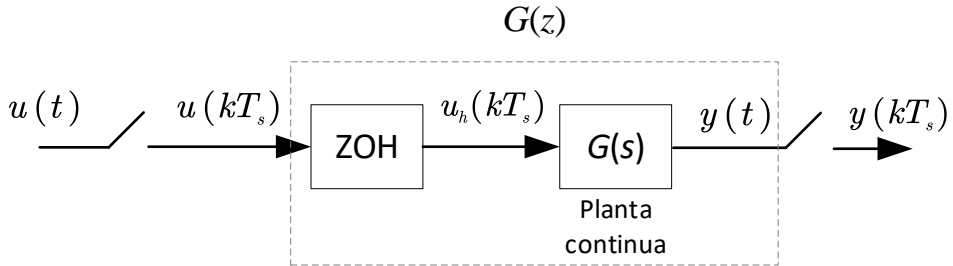 G(z)
u(t)
u(kTₛ)
ZOH
uₕ(kTₛ)
G(s)
y(t)
y(kTₛ)
Planta
continua